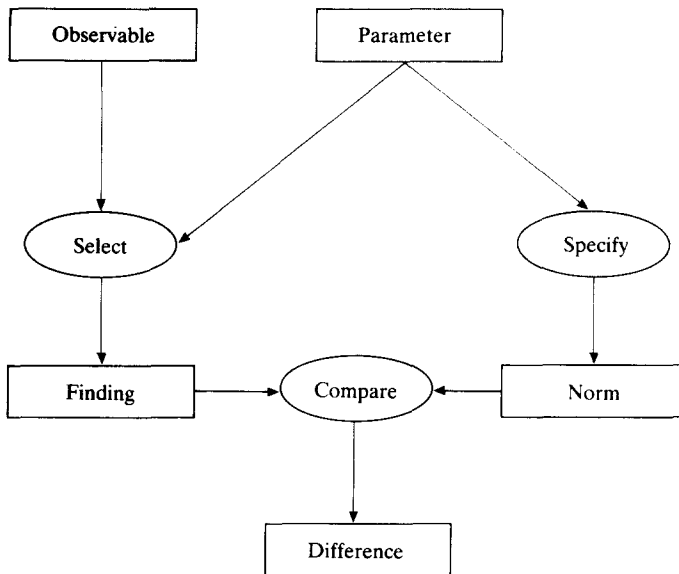 Observable
Parameter
Select
Specify
Finding
Compare
Norm
Difference